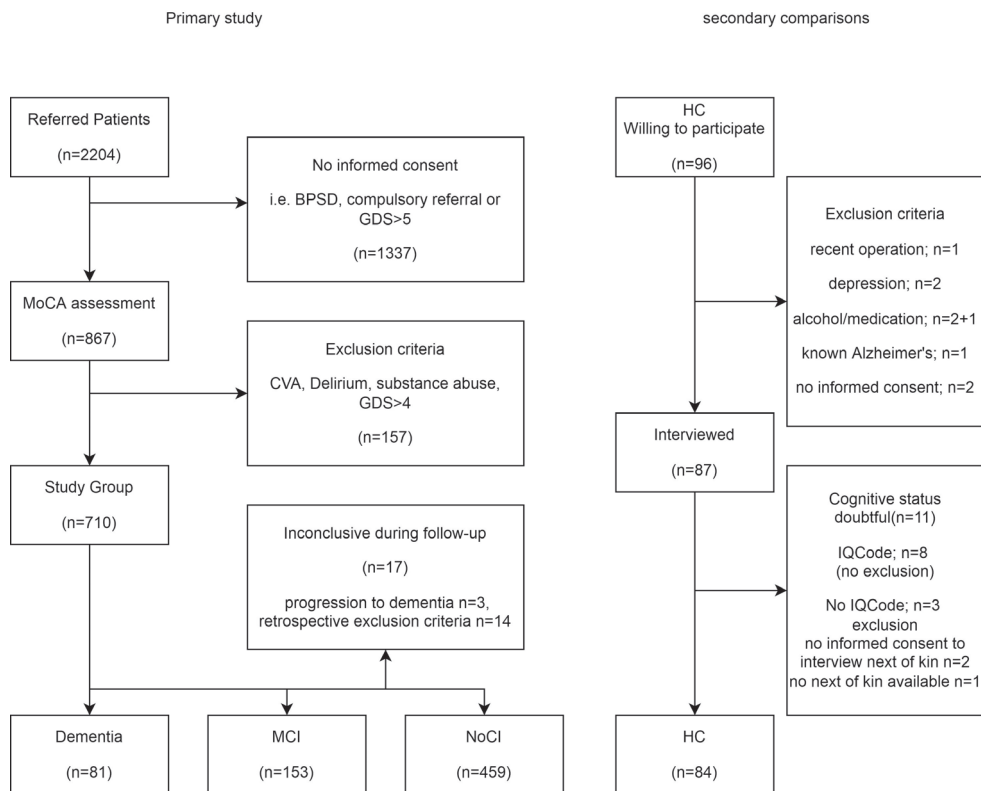 Primary study
Referred Patients
(n=2204)
No informed consent
i.e. BPSD, compulsory referral or
GDS>5
(n=1337)
MoCA assessment
(n=867)
Exclusion criteria
CVA, Delirium, substance abuse,
GDS>4
(n=157)
Study Group
(n=710)
Inconclusive during follow-up
(n=17)
progression to dementia n=3,
retrospective exclusion criteria n=14
Dementia
(n=81)
MCI
(n=153)
NoCI
(n=459)
secondary comparisons
HC
Willing to participate
(n=96)
Exclusion criteria
recent operation; n=1
depression; n=2
alcohol/medication; n=2+1
known Alzheimer's; n=1
no informed consent; n=2
Interviewed
(n=87)
Cognitive status
doubtful(n=11)
IQCode; n=8
(no exclusion)
No IQCode; n=3
exclusion
no informed consent to
interview next of kin n=2
no next of kin available n=1
HC
(n=84)